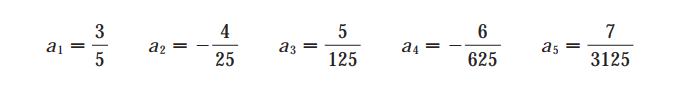 a₁ = 3/5 a₂ = −4/25 a₃ = 5/125 a₄ = −6/625 a₅ = 7/3125